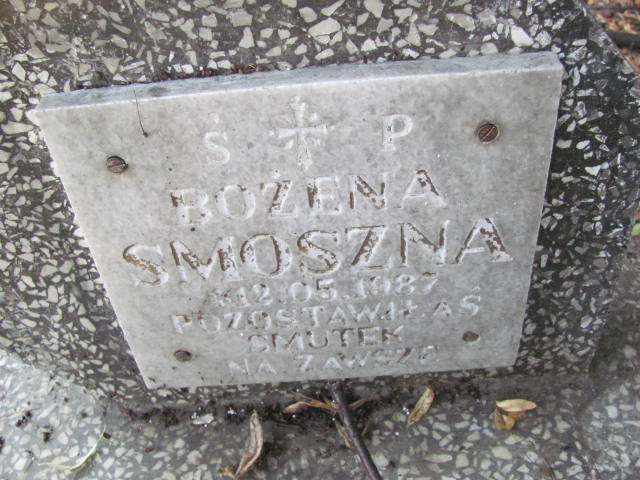 Ś P
BOŻENA
SMOSZNA
* 12.05.1987
POZOSTAWIŁAŚ
SMUTEK
NA ZAWSZE